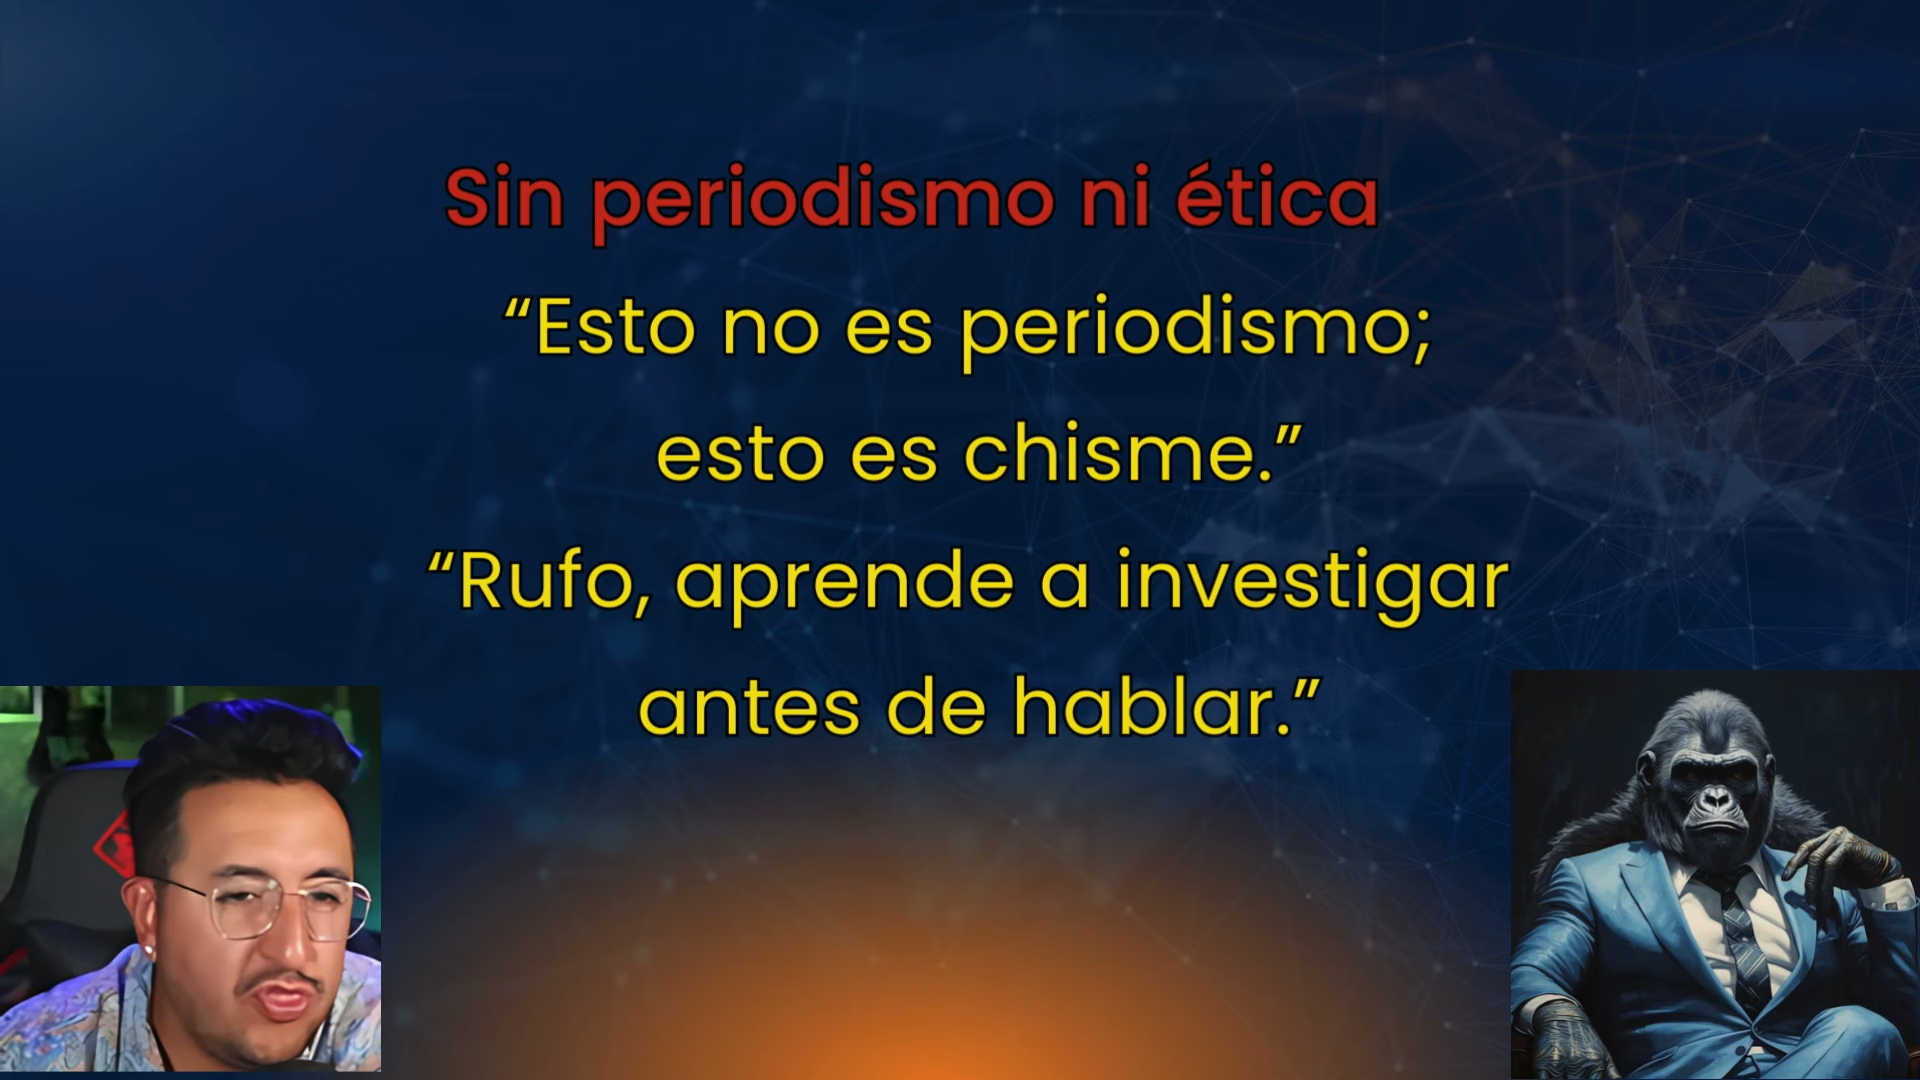 Sin periodismo ni ética
“Esto no es periodismo;
esto es chisme.”
“Rufo, aprende a investigar
antes de hablar.”